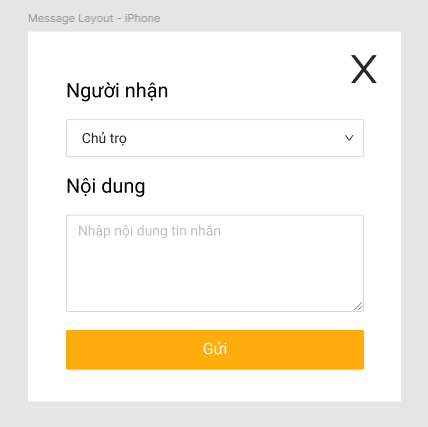 Message Layout - iPhone
X
Người nhận
Chủ trọ
Nội dung
Nhập nội dung tin nhắn
Gửi